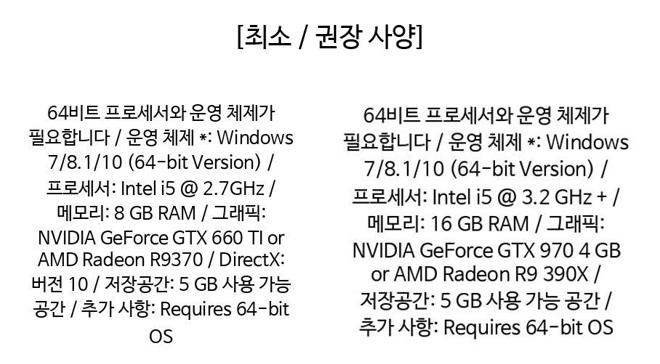 [최소 / 권장 사양]
64비트 프로세서와 운영 체제가
필요합니다 / 운영 체제 *: Windows
7/8.1/10 (64-bit Version) /
프로세서: Intel i5 @ 2.7GHz /
메모리: 8 GB RAM / 그래픽:
NVIDIA GeForce GTX 660 TI or
AMD Radeon R9370 / DirectX:
버전 10 / 저장공간: 5 GB 사용 가능
공간 / 추가 사항: Requires 64-bit
OS
64비트 프로세서와 운영 체제가
필요합니다 / 운영 체제 *: Windows
7/8.1/10 (64-bit Version) /
프로세서: Intel i5 @ 3.2 GHz + /
메모리: 16 GB RAM / 그래픽:
NVIDIA GeForce GTX 970 4 GB
or AMD Radeon R9 390X /
저장공간: 5 GB 사용 가능 공간 /
추가 사항: Requires 64-bit OS